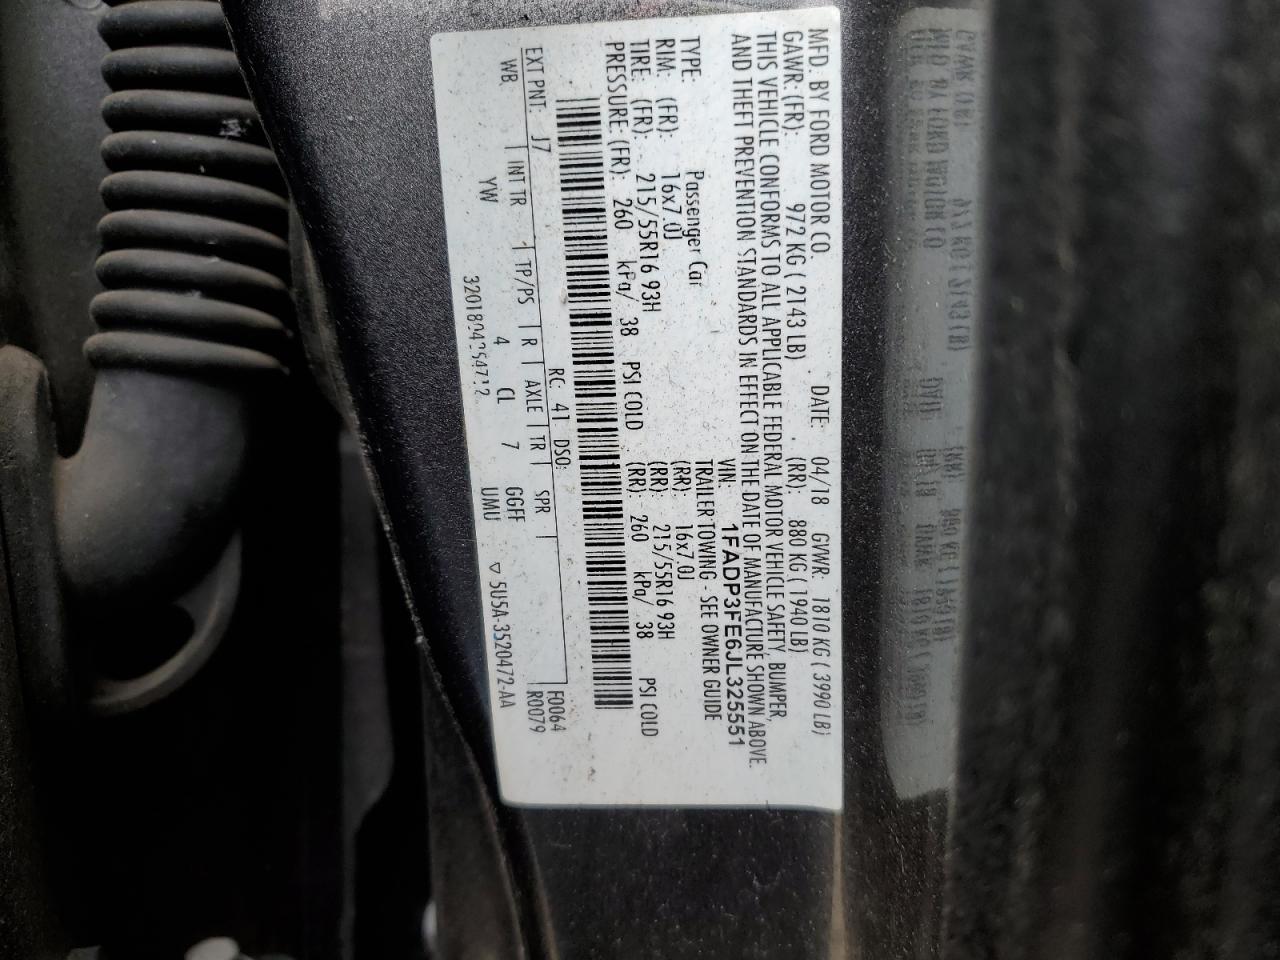 MFD. BY FORD MOTOR CO. DATE: 04/18 GVWR: 1810 KG ( 3990 LB)
GAWR: (FR): 972 KG ( 2143 LB) (RR): 880 KG ( 1940 LB)
THIS VEHICLE CONFORMS TO ALL APPLICABLE FEDERAL MOTOR VEHICLE SAFETY, BUMPER,
AND THEFT PREVENTION STANDARDS IN EFFECT ON THE DATE OF MANUFACTURE SHOWN ABOVE.
VIN: 1FADP3FE6JL325551
TYPE: Passenger Car TRAILER TOWING - SEE OWNER GUIDE
RIM: (FR): 16x7.0J (RR): 16x7.0J
TIRE: (FR): 215/55R16 93H (RR): 215/55R16 93H
PRESSURE: (FR): 260 kPa/ 38 PSI COLD (RR): 260 kPa/ 38 PSI COLD
RC: 41 DSO: F0064
EXT PNT: J7 INT TR TP/PS R AXLE TR SPR R0079
WB YW 4 CL 7 GGFF UMU 5U5A-3520472-AA